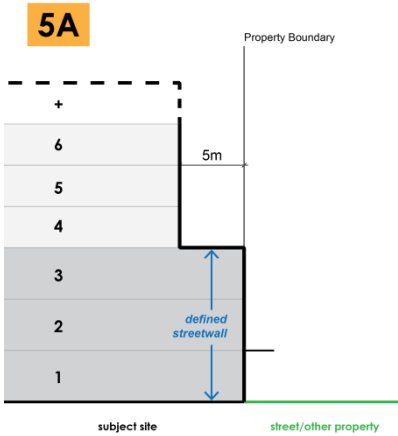 5A
Property Boundary
+
6
5m
5
4
3
defined
streetwall
2
1
subject site
street/other property